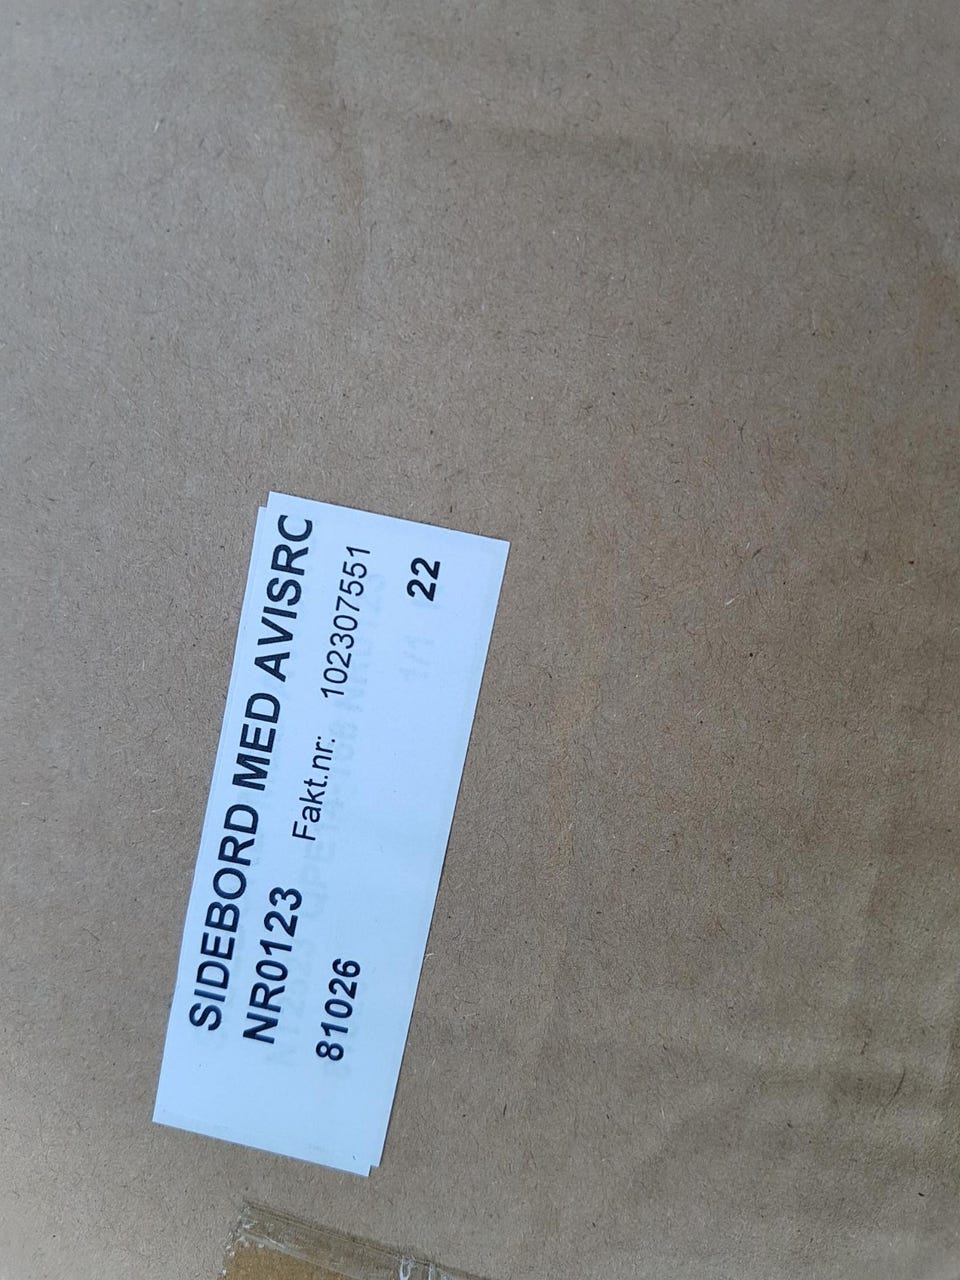 SIDEBORD MED AVISRC
NR0123 Fakt.nr: 102307551
81026 22